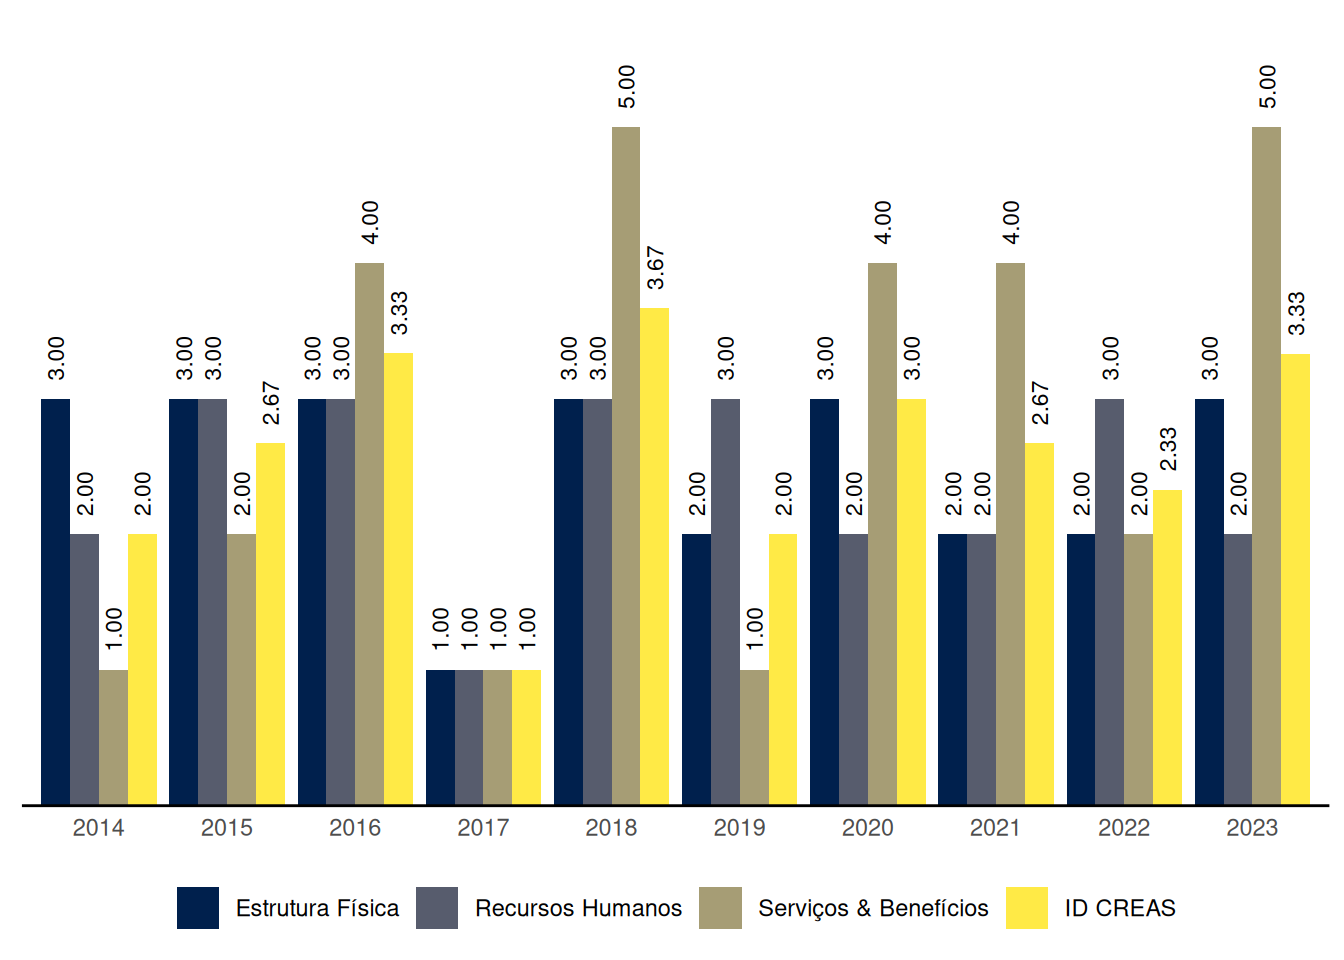 5.00 5.00
4.00 4.00 4.00
3.67
3.33 3.33
3.00 3.00 3.00 3.00 3.00 3.00 3.00 3.00 3.00 3.00 3.00 3.00
2.67 2.67
2.33
2.00 2.00 2.00 2.00 2.00 2.00 2.00 2.00 2.00 2.00 2.00
1.00 1.00 1.00 1.00 1.00 1.00
2014 2015 2016 2017 2018 2019 2020 2021 2022 2023
Estrutura Física Recursos Humanos Serviços & Benefícios ID CREAS